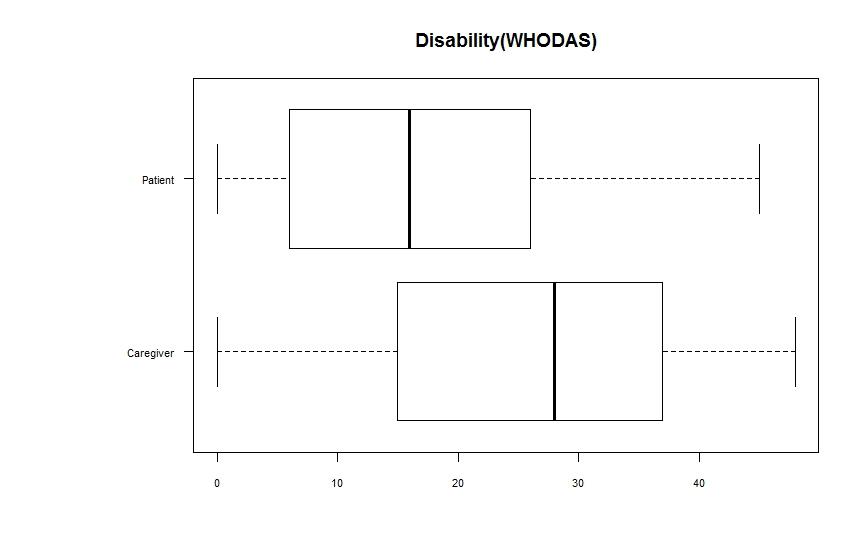 Disability(WHODAS)
Patient
Caregiver
0 10 20 30 40